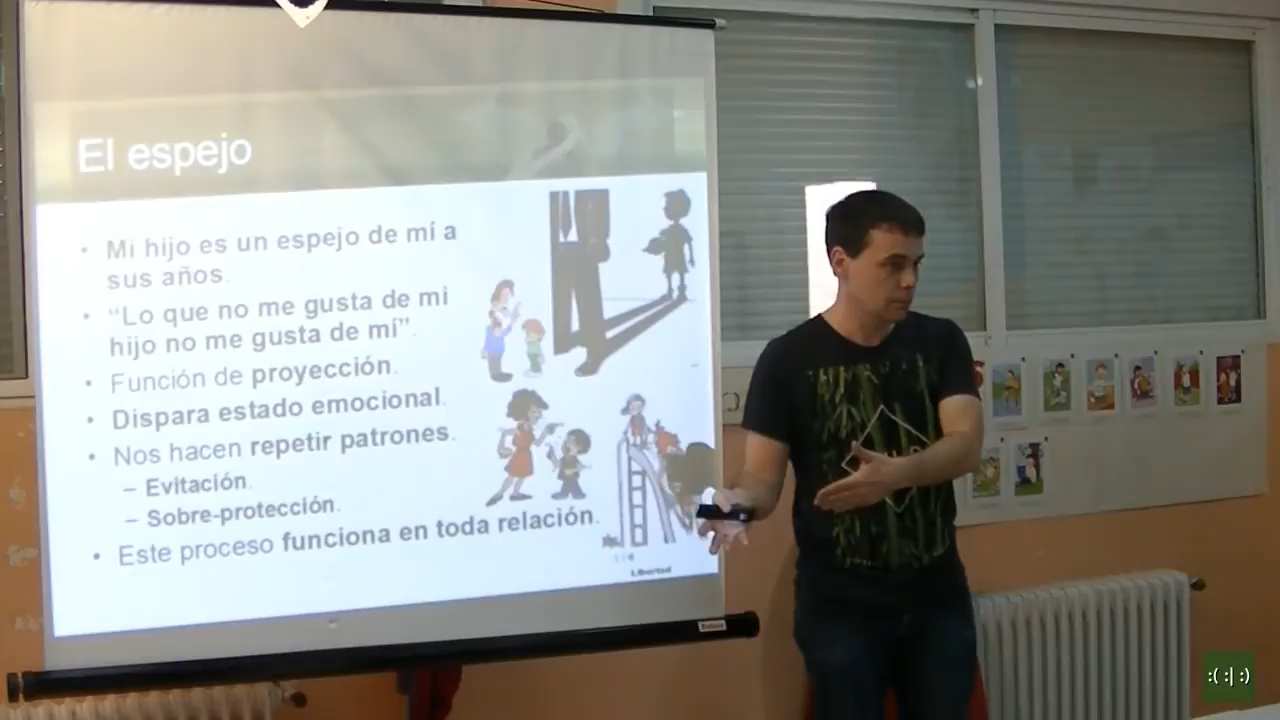 El espejo
• Mi hijo es un espejo de mí a
sus años.
• “Lo que no me gusta de mi
hijo no me gusta de mí”.
• Función de proyección.
• Dispara estado emocional.
• Nos hacen repetir patrones.
– Evitación.
– Sobre-protección.
• Este proceso funciona en toda relación.
Libertad
:( :| :)